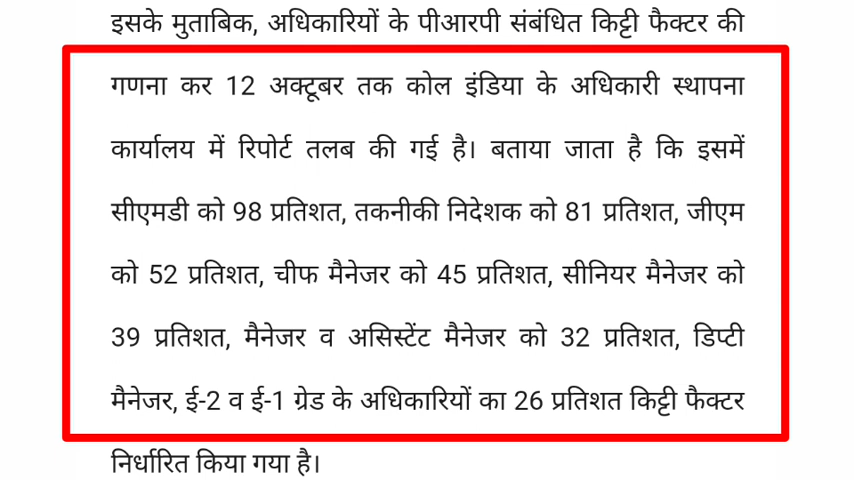 इसके मुताबिक, अधिकारियों के पीआरपी संबंधित किट्टी फैक्टर की
गणना कर 12 अक्टूबर तक कोल इंडिया के अधिकारी स्थापना
कार्यालय में रिपोर्ट तलब की गई है। बताया जाता है कि इसमें
सीएमडी को 98 प्रतिशत, तकनीकी निदेशक को 81 प्रतिशत, जीएम
को 52 प्रतिशत, चीफ मैनेजर को 45 प्रतिशत, सीनियर मैनेजर को
39 प्रतिशत, मैनेजर व असिस्टेंट मैनेजर को 32 प्रतिशत, डिप्टी
मैनेजर, ई-2 व ई-1 ग्रेड के अधिकारियों का 26 प्रतिशत किट्टी फैक्टर
निर्धारित किया गया है।